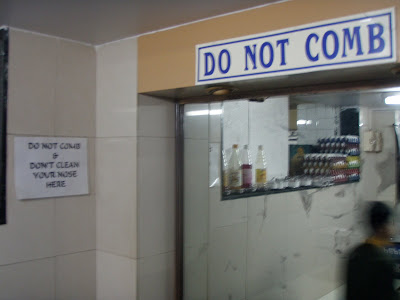 DO NOT COMB
DO NOT COMB
&
DON'T CLEAN
YOUR NOSE
HERE